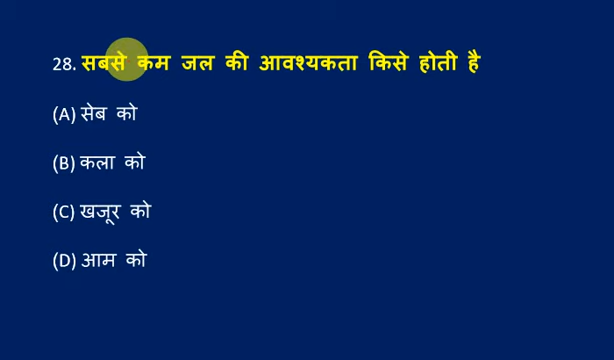 28. सबसे कम जल की आवश्यकता किसे होती है
(A) सेब को
(B) कला को
(C) खजूर को
(D) आम को